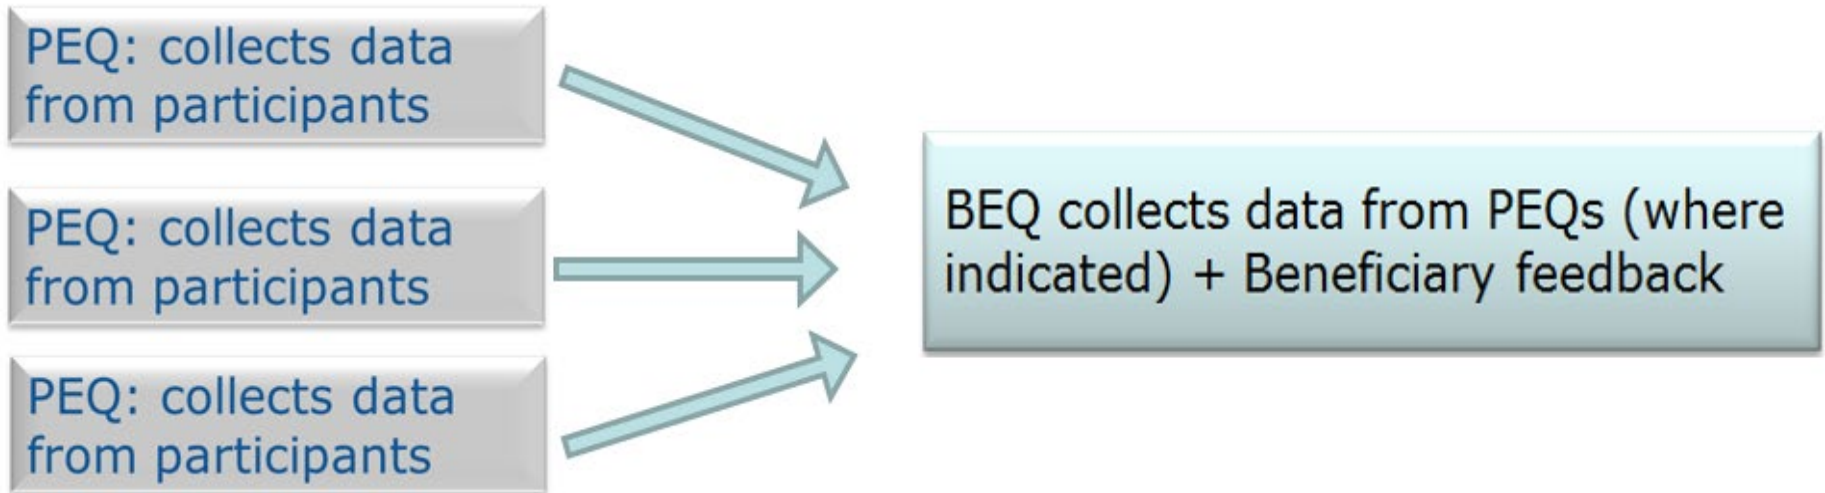 PEQ: collects data
from participants
PEQ: collects data
from participants
PEQ: collects data
from participants
BEQ collects data from PEQs (where
indicated) + Beneficiary feedback